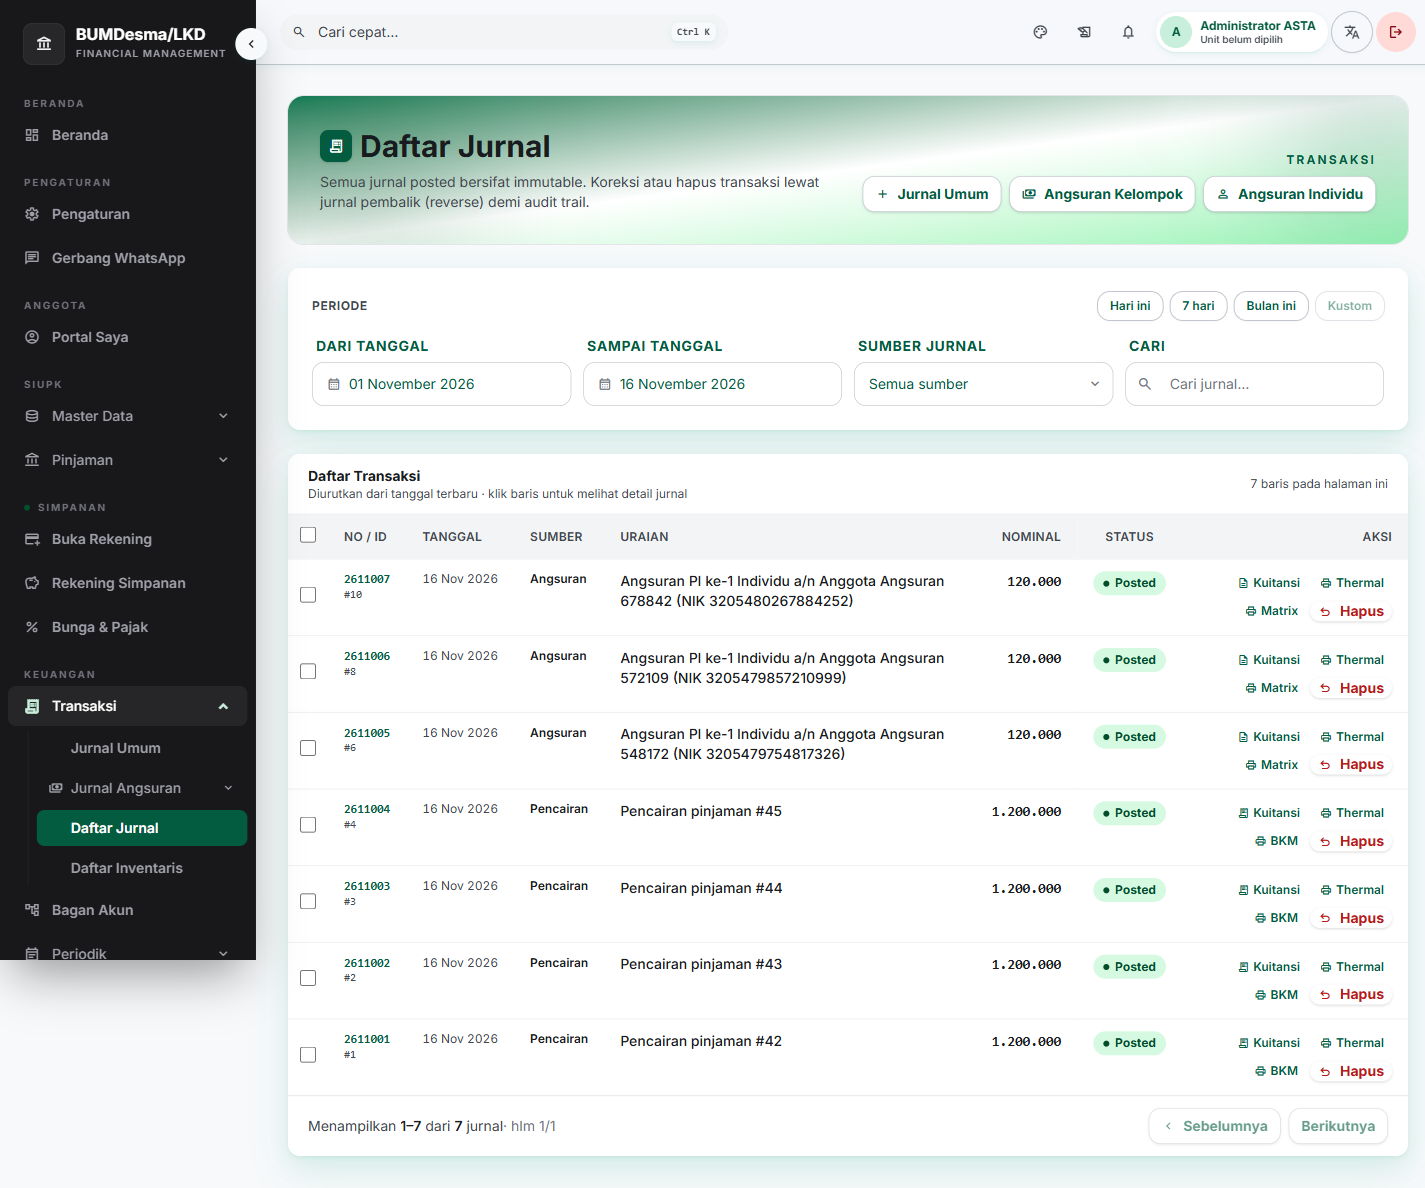 BUMDesma/LKD
FINANCIAL MANAGEMENT
Cari cepat...
Ctrl K
A
Administrator ASTA
Unit belum dipilih
BERANDA
Beranda
PENGATURAN
Pengaturan
Gerbang WhatsApp
ANGGOTA
Portal Saya
SIUPK
Master Data
Pinjaman
SIMPANAN
Buka Rekening
Rekening Simpanan
Bunga & Pajak
KEUANGAN
Transaksi
Jurnal Umum
Jurnal Angsuran
Daftar Jurnal
Daftar Inventaris
Bagan Akun
Periodik
Daftar Jurnal
Semua jurnal posted bersifat immutable. Koreksi atau hapus transaksi lewat
jurnal pembalik (reverse) demi audit trail.
TRANSAKSI
Jurnal Umum
Angsuran Kelompok
Angsuran Individu
PERIODE
Hari ini
7 hari
Bulan ini
Kustom
DARI TANGGAL
SAMPAI TANGGAL
SUMBER JURNAL
CARI
01 November 2026
16 November 2026
Semua sumber
Cari jurnal...
Daftar Transaksi
Diurutkan dari tanggal terbaru · klik baris untuk melihat detail jurnal
7 baris pada halaman ini
NO / ID TANGGAL SUMBER URAIAN NOMINAL STATUS AKSI
2611007 16 Nov 2026 Angsuran Angsuran PI ke-1 Individu a/n Anggota Angsuran 120.000 Posted Kuitansi Thermal
#10 678842 (NIK 3205480267884252) Matrix Hapus
2611006 16 Nov 2026 Angsuran Angsuran PI ke-1 Individu a/n Anggota Angsuran 120.000 Posted Kuitansi Thermal
#8 572109 (NIK 3205479857210999) Matrix Hapus
2611005 16 Nov 2026 Angsuran Angsuran PI ke-1 Individu a/n Anggota Angsuran 120.000 Posted Kuitansi Thermal
#6 548172 (NIK 3205479754817326) Matrix Hapus
2611004 16 Nov 2026 Pencairan Pencairan pinjaman #45 1.200.000 Posted Kuitansi Thermal
#4 BKM Hapus
2611003 16 Nov 2026 Pencairan Pencairan pinjaman #44 1.200.000 Posted Kuitansi Thermal
#3 BKM Hapus
2611002 16 Nov 2026 Pencairan Pencairan pinjaman #43 1.200.000 Posted Kuitansi Thermal
#2 BKM Hapus
2611001 16 Nov 2026 Pencairan Pencairan pinjaman #42 1.200.000 Posted Kuitansi Thermal
#1 BKM Hapus
Menampilkan 1–7 dari 7 jurnal· hlm 1/1
Sebelumnya
Berikutnya